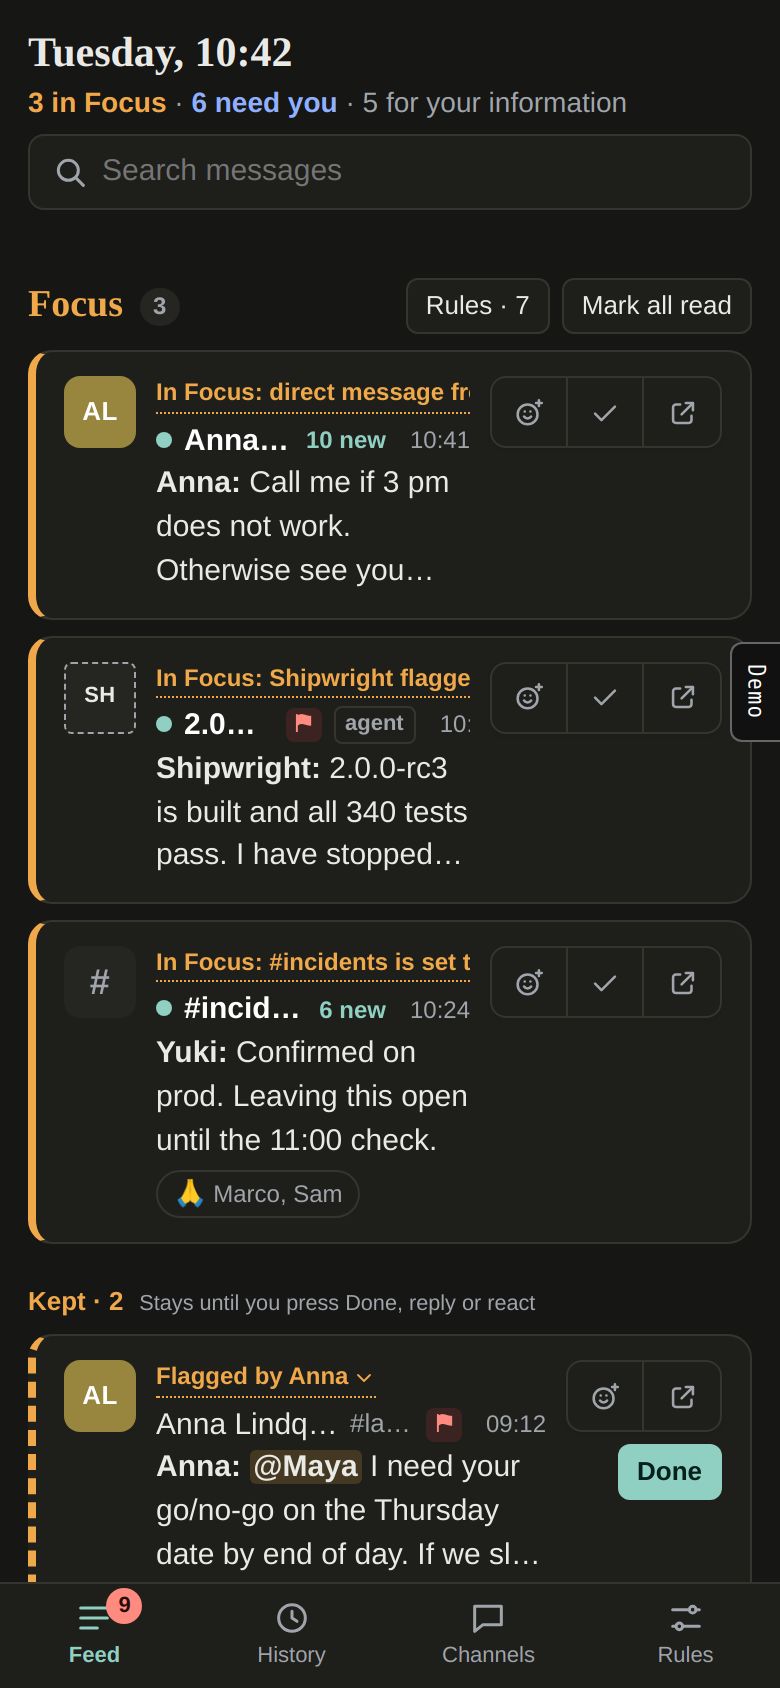 Tuesday, 10:42
3 in Focus · 6 need you · 5 for your information
Search messages
Focus 3 Rules · 7 Mark all read
AL
In Focus: direct message fr
Anna… 10 new 10:41
Anna: Call me if 3 pm
does not work.
Otherwise see you…
Demo
SH
In Focus: Shipwright flagge
2.0… agent 10:
Shipwright: 2.0.0-rc3
is built and all 340 tests
pass. I have stopped…
#
In Focus: #incidents is set t
#incid… 6 new 10:24
Yuki: Confirmed on
prod. Leaving this open
until the 11:00 check.
🙏 Marco, Sam
Kept · 2 Stays until you press Done, reply or react
AL
Flagged by Anna
Anna Lindq… #la… 09:12
Anna: @Maya I need your
go/no-go on the Thursday
date by end of day. If we sl…
Done
9
Feed History Channels Rules